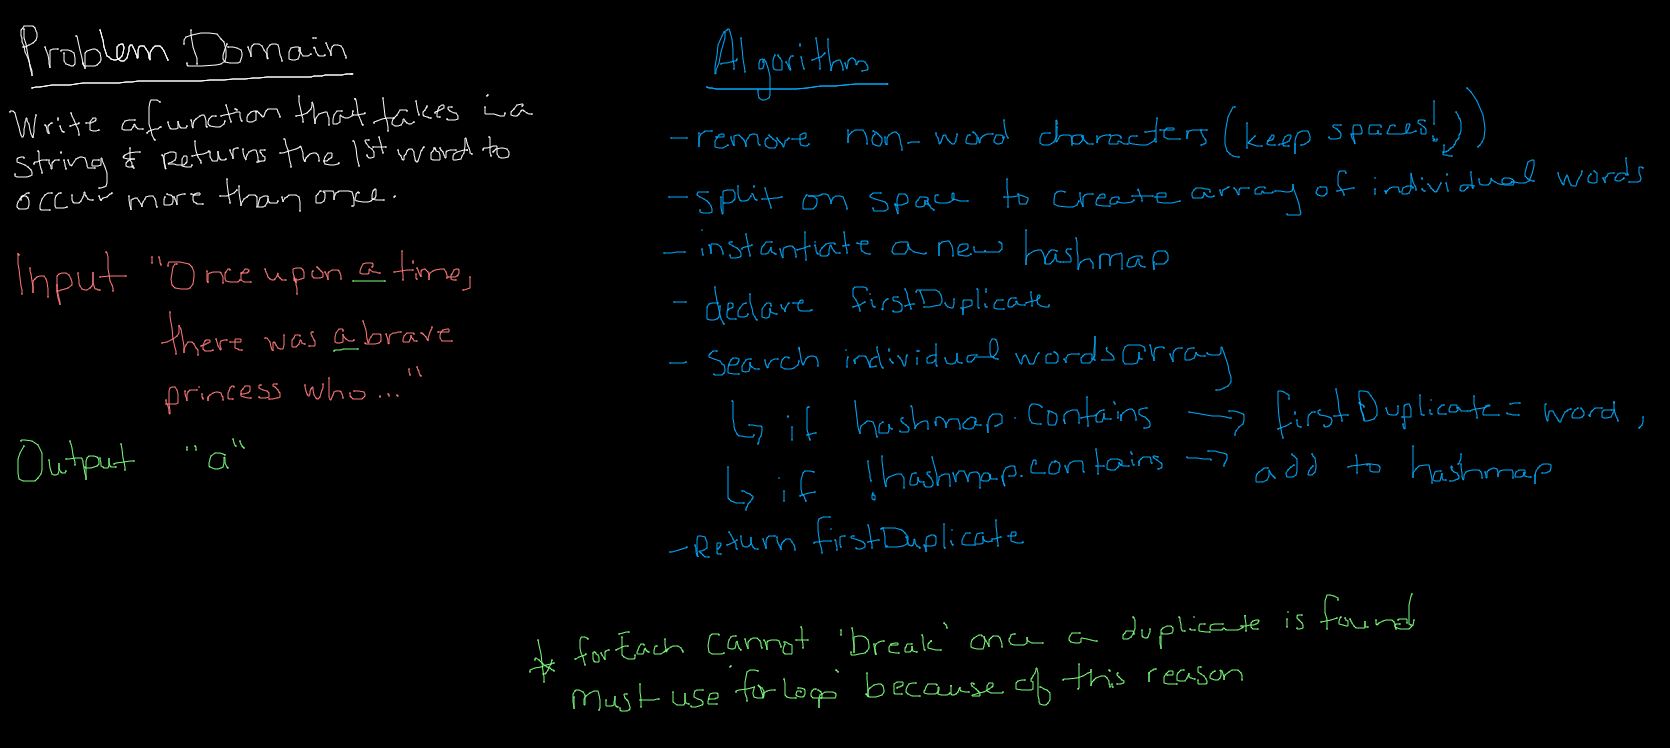 Problem Domain
Write a function that takes in a
string & returns the 1st word to
occur more than once.
Input "Once upon a time,
there was a brave
princess who..."
Output "a"
Algorithm
- remove non-word characters (keep spaces!,))
- split on space to create array of individual words
- instantiate a new hashmap
- declare firstDuplicate
- Search individual words array
↳ if hashmap.contains → firstDuplicate = word,
↳ if !hashmap.contains → add to hashmap
- Return firstDuplicate
* forEach cannot 'break' once a duplicate is found
Must use 'for loop' because of this reason